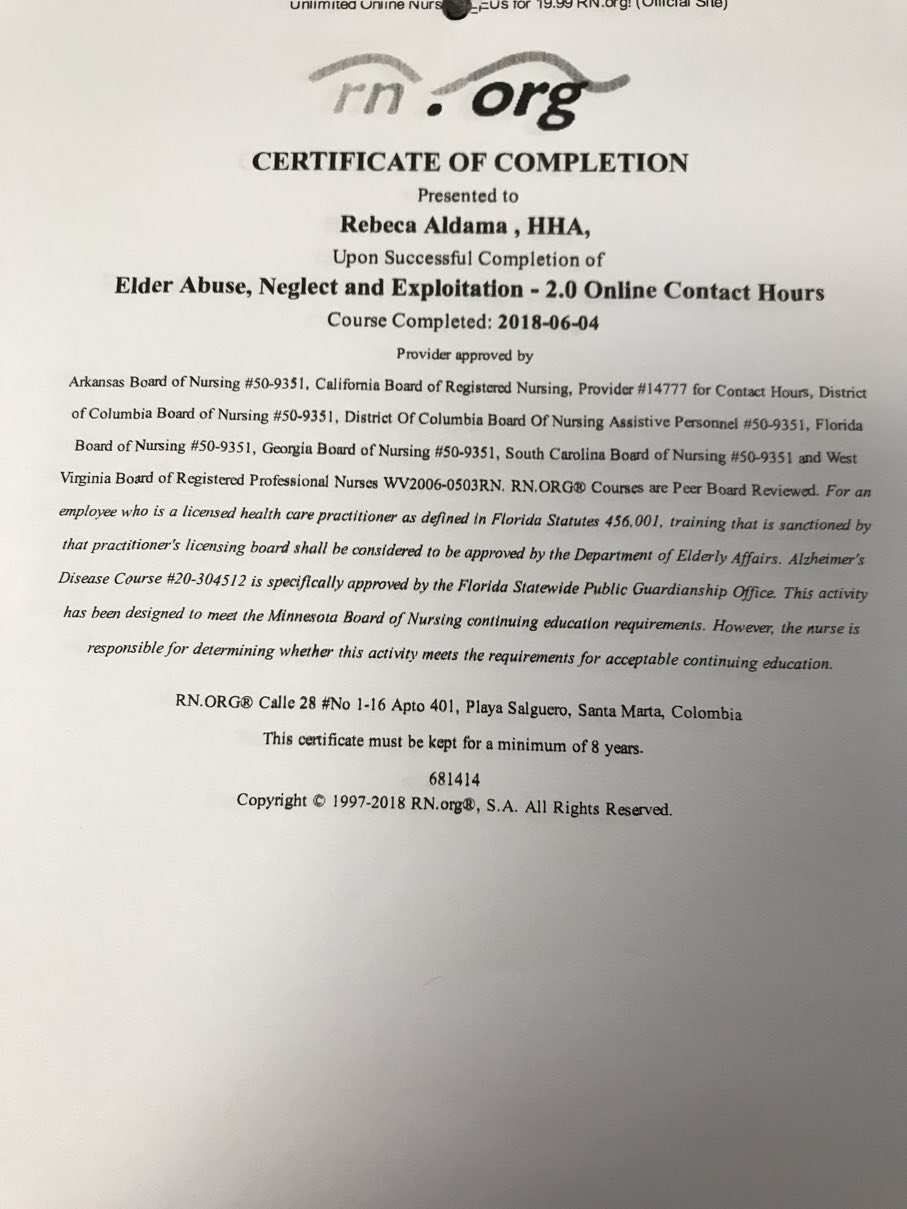 Unlimited Online Nurs EUs for 19.99 RN.org! (Official Site)
rn.org
CERTIFICATE OF COMPLETION
Presented to
Rebeca Aldama , HHA,
Upon Successful Completion of
Elder Abuse, Neglect and Exploitation - 2.0 Online Contact Hours
Course Completed: 2018-06-04
Provider approved by
Arkansas Board of Nursing #50-9351, California Board of Registered Nursing, Provider #14777 for Contact Hours, District
of Columbia Board of Nursing #50-9351, District Of Columbia Board Of Nursing Assistive Personnel #50-9351, Florida
Board of Nursing #50-9351, Georgia Board of Nursing #50-9351, South Carolina Board of Nursing #50-9351 and West
Virginia Board of Registered Professional Nurses WV2006-0503RN. RN.ORG® Courses are Peer Board Reviewed. For an
employee who is a licensed health care practitioner as defined in Florida Statutes 456,001, training that is sanctioned by
that practitioner's licensing board shall be considered to be approved by the Department of Elderly Affairs. Alzheimer's
Disease Course #20-304512 is specifically approved by the Florida Statewide Public Guardianship Office. This activity
has been designed to meet the Minnesota Board of Nursing continuing education requirements. However, the nurse is
responsible for determining whether this activity meets the requirements for acceptable continuing education.
RN.ORG® Calle 28 #No 1-16 Apto 401, Playa Salguero, Santa Marta, Colombia
This certificate must be kept for a minimum of 8 years.
681414
Copyright © 1997-2018 RN.org®, S.A. All Rights Reserved.